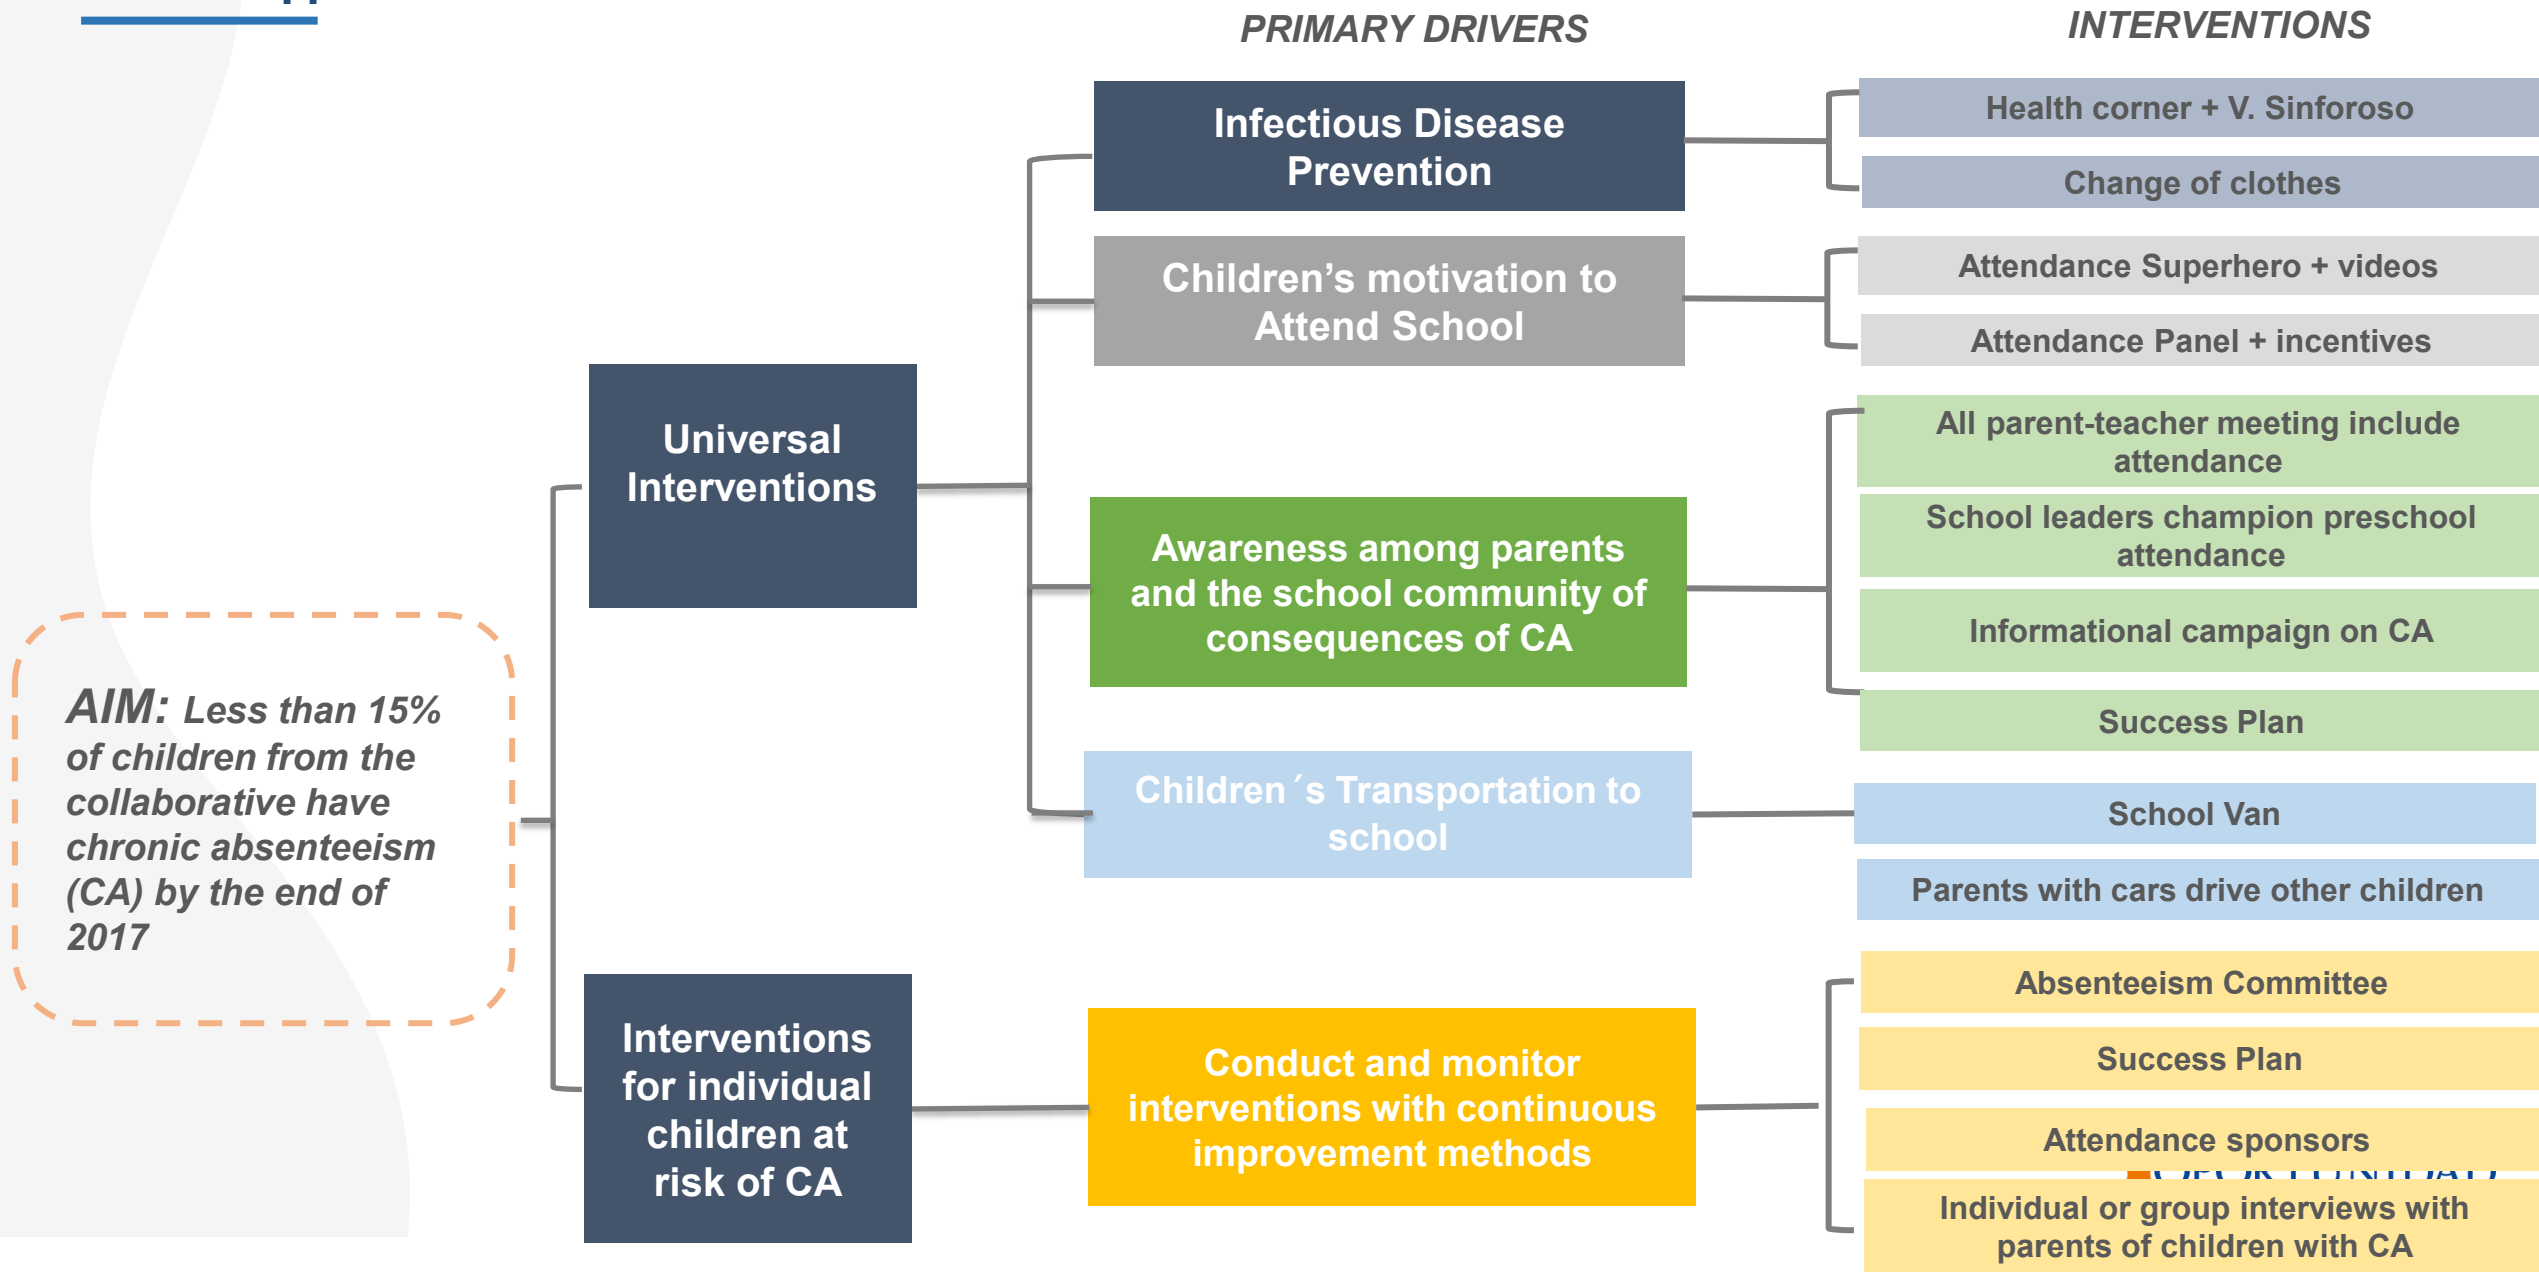 PRIMARY DRIVERS
INTERVENTIONS
Infectious Disease
Prevention
Health corner + V. Sinforoso
Change of clothes
Children’s motivation to
Attend School
Attendance Superhero + videos
Attendance Panel + incentives
Universal
Interventions
Awareness among parents
and the school community of
consequences of CA
All parent-teacher meeting include
attendance
School leaders champion preschool
attendance
Informational campaign on CA
Success Plan
AIM: Less than 15%
of children from the
collaborative have
chronic absenteeism
(CA) by the end of
2017
Children´s Transportation to
school
School Van
Parents with cars drive other children
Interventions
for individual
children at
risk of CA
Conduct and monitor
interventions with continuous
improvement methods
Absenteeism Committee
Success Plan
Attendance sponsors
OPORTUNIDAD
Individual or group interviews with
parents of children with CA